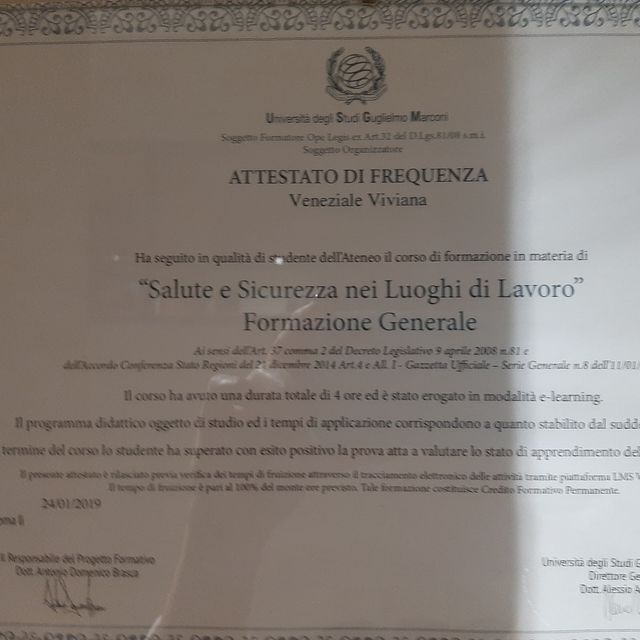 Università degli Studi Guglielmo Marconi
Soggetto Formatore Ope Legis ex Art.32 del D.Lgs.81/08 s.m.i.
Soggetto Organizzatore
ATTESTATO DI FREQUENZA
Veneziale Viviana
Ha seguito in qualità di studente dell'Ateneo il corso di formazione in materia di
“Salute e Sicurezza nei Luoghi di Lavoro”
Formazione Generale
Ai sensi dell'Art. 37 comma 2 del Decreto Legislativo 9 aprile 2008 n.81 e
dell'Accordo Conferenza Stato Regioni del 21 dicembre 2014 Art.4 e All. I - Gazzetta Ufficiale – Serie Generale n.8 dell'11/01/
Il corso ha avuto una durata totale di 4 ore ed è stato erogato in modalità e-learning.
Il programma didattico oggetto di studio ed i tempi di applicazione corrispondono a quanto stabilito dal sudd
termine del corso lo studente ha superato con esito positivo la prova atta a valutare lo stato di apprendimento del
Il presente attestato è rilasciato previa verifica dei tempi di fruizione attraverso il tracciamento elettronico delle attività tramite piattaforma LMS V
Il tempo di fruizione è pari al 100% del monte ore previsto. Tale formazione costituisce Credito Formativo Permanente.
24/01/2019
oma lì
Il Responsabile del Progetto Formativo
Dott. Antonio Domenico Brasca
Università degli Studi G
Direttore Ge
Dott. Alessio A